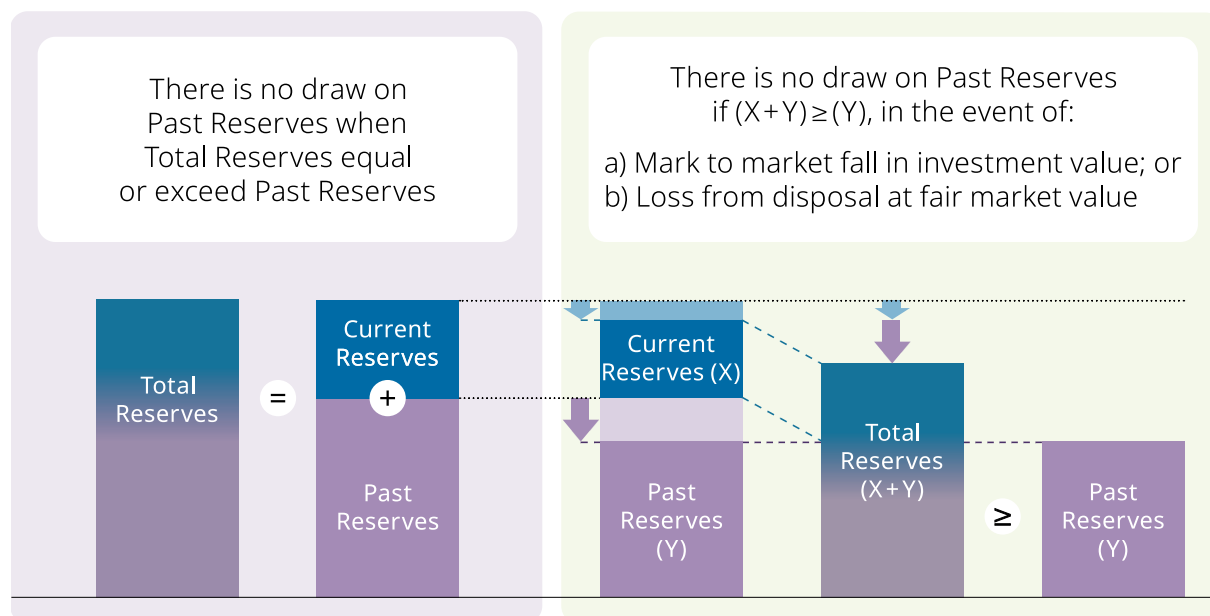 There is no draw on
Past Reserves when
Total Reserves equal
or exceed Past Reserves
There is no draw on Past Reserves
if (X+Y)≥(Y), in the event of:
a) Mark to market fall in investment value; or
b) Loss from disposal at fair market value
Total
Reserves
=
Current
Reserves
+
Past
Reserves
Current
Reserves (X)
Past
Reserves
(Y)
Total
Reserves
(X+Y)
≥
Past
Reserves
(Y)